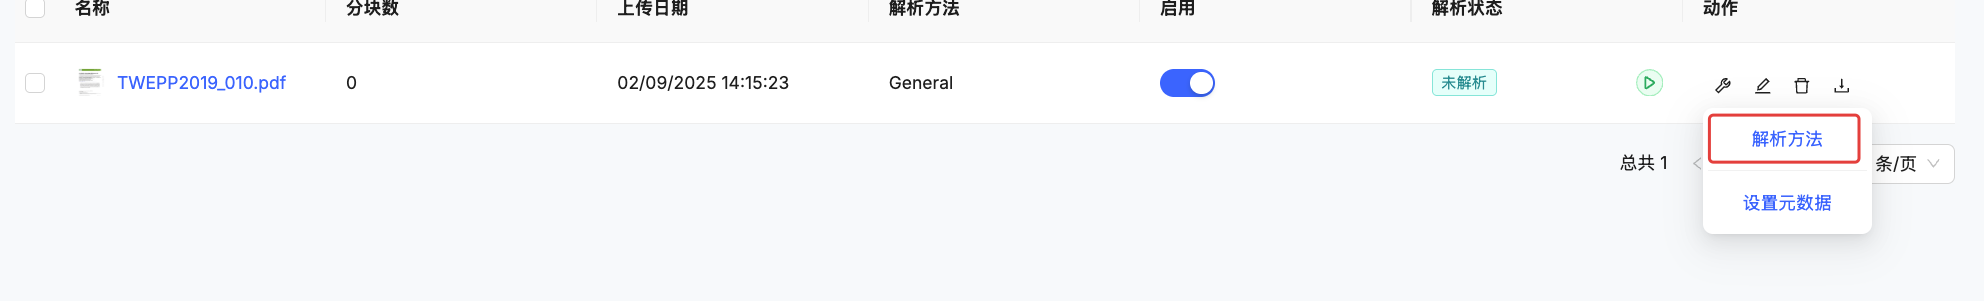 名称 分块数 上传日期 解析方法 启用 解析状态 动作
TWEPP2019_010.pdf 0 02/09/2025 14:15:23 General 未解析
解析方法
总共 1 条/页
设置元数据